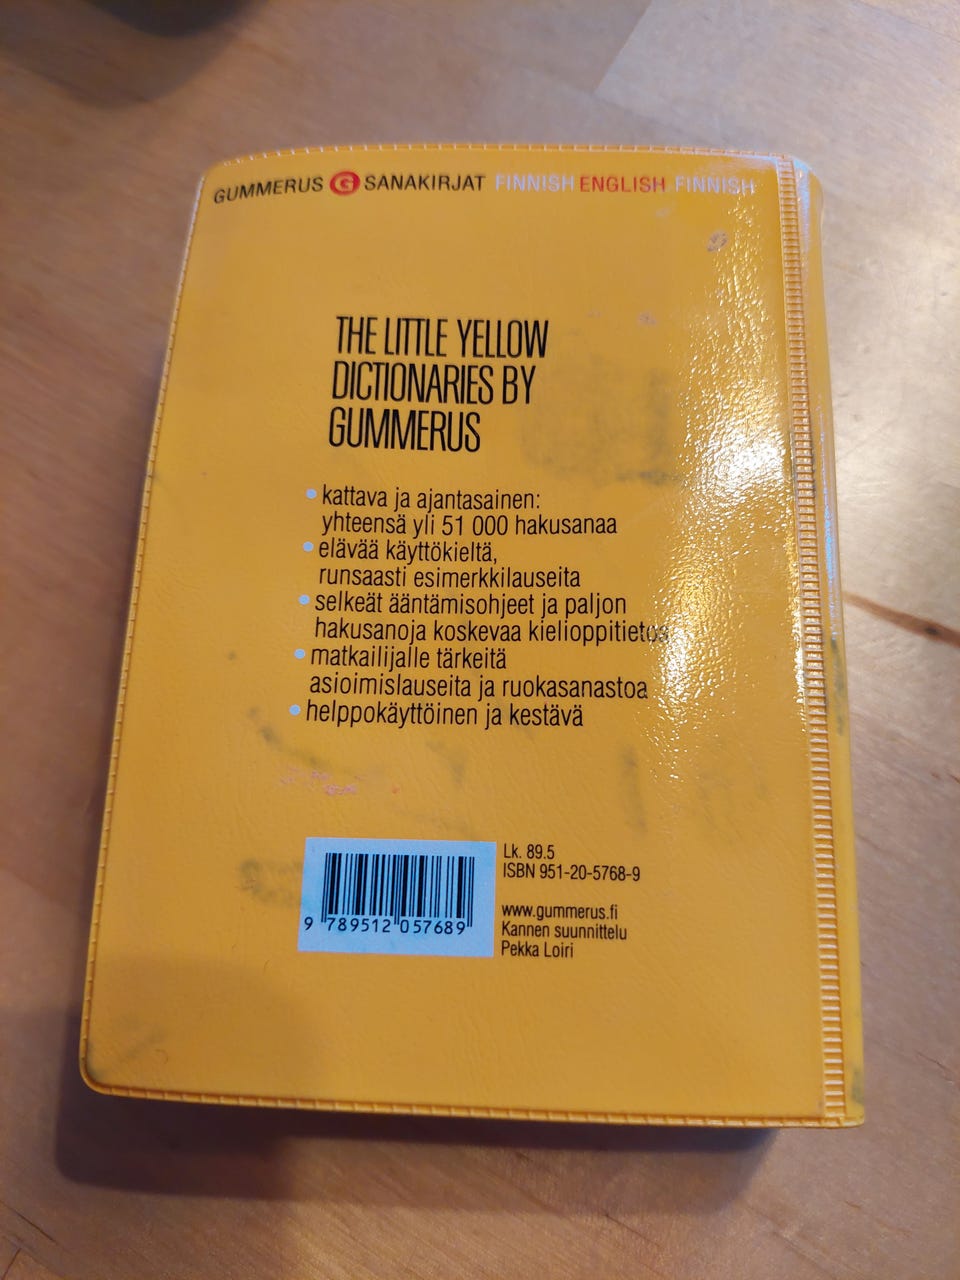 GUMMERUS G SANAKIRJAT FINNISH ENGLISH FINNISH
THE LITTLE YELLOW
DICTIONARIES BY
GUMMERUS
• kattava ja ajantasainen:
yhteensä yli 51 000 hakusanaa
• elävää käyttökieltä,
runsaasti esimerkkilauseita
• selkeät ääntämisohjeet ja paljon
hakusanoja koskevaa kielioppitietoa
• matkailijalle tärkeitä
asioimislauseita ja ruokasanastoa
• helppokäyttöinen ja kestävä
Lk. 89.5
ISBN 951-20-5768-9
9 789512 057689
www.gummerus.fi
Kannen suunnittelu
Pekka Loiri